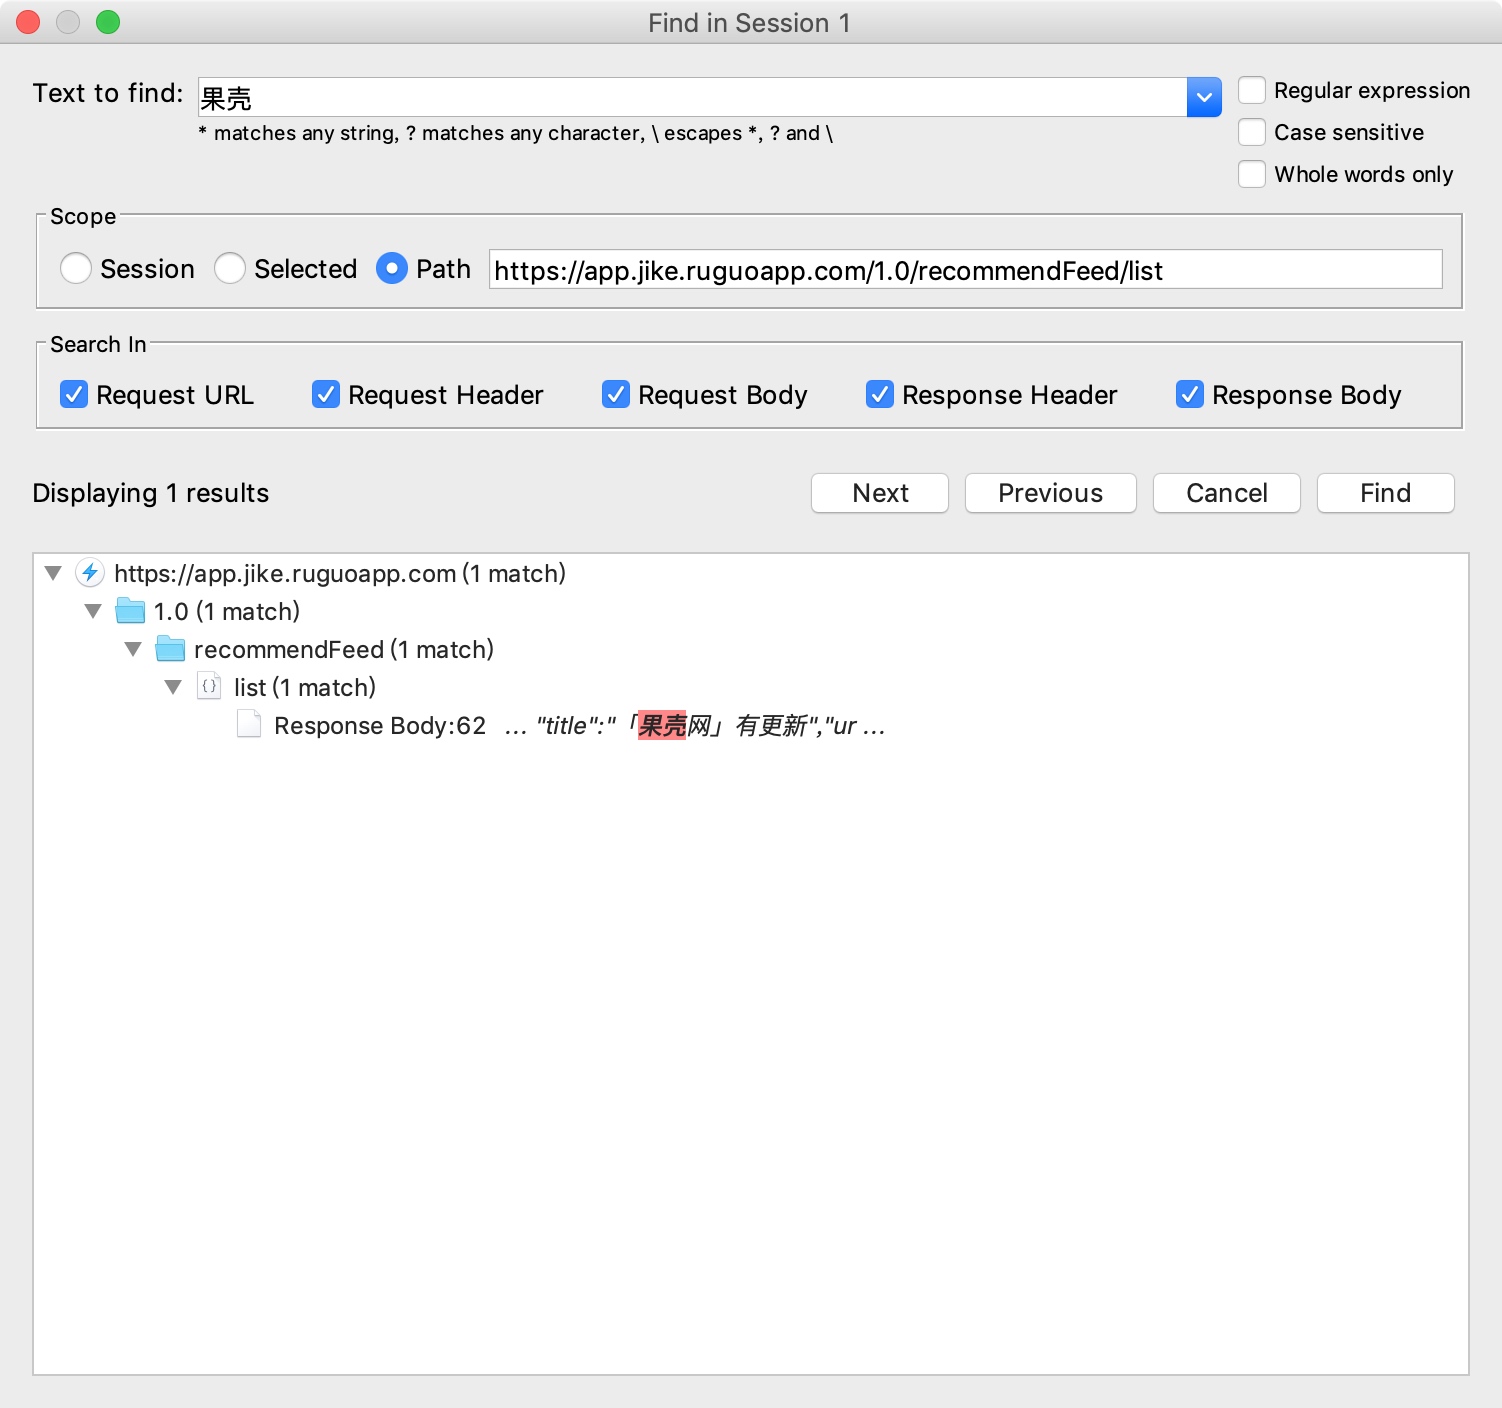 Find in Session 1
Text to find: 果壳
* matches any string, ? matches any character, \ escapes *, ? and \
Regular expression
Case sensitive
Whole words only
Scope
Session Selected Path https://app.jike.ruguoapp.com/1.0/recommendFeed/list
Search In
Request URL Request Header Request Body Response Header Response Body
Displaying 1 results Next Previous Cancel Find
https://app.jike.ruguoapp.com (1 match)
1.0 (1 match)
recommendFeed (1 match)
{} list (1 match)
Response Body:62 ... "title":"「果壳网」有更新","ur ...